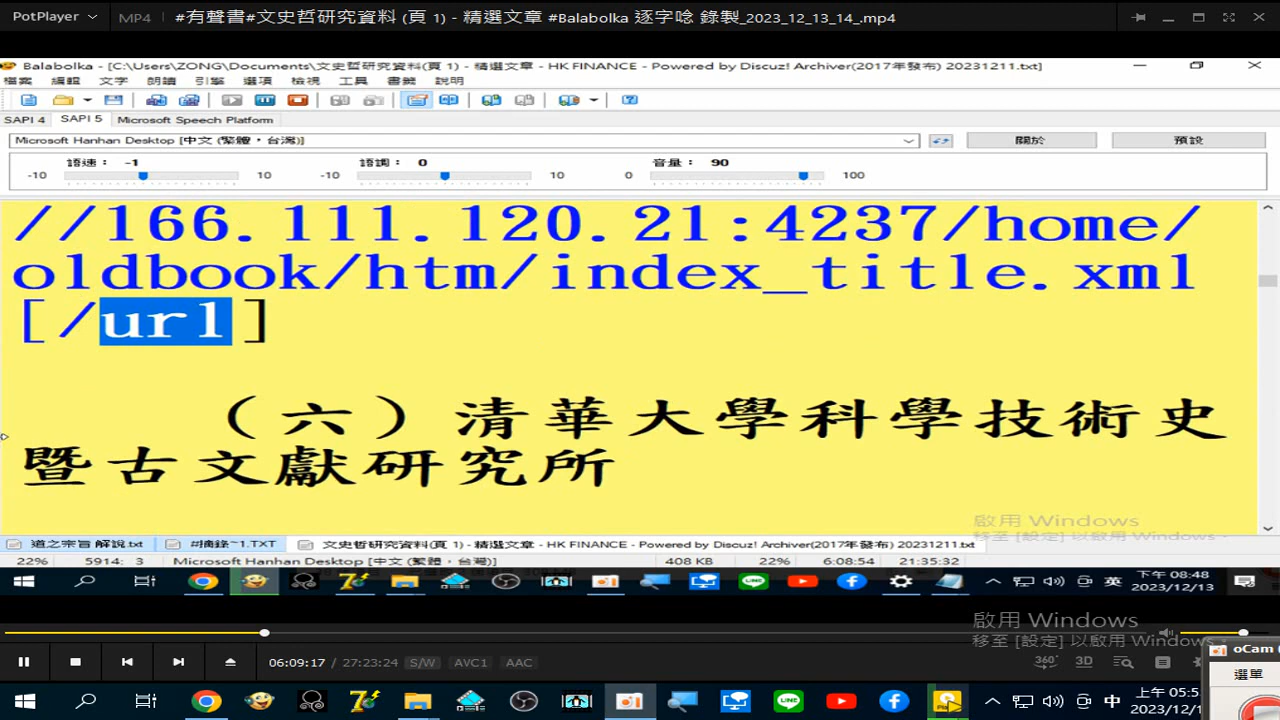 PotPlayer
MP4
#有聲書#文史哲研究資料 (頁 1) - 精選文章 #Balabolka 逐字唸 錄製_2023_12_13_14_.mp4
Balabolka - [C:\Users\ZONG\Documents\文史哲研究資料(頁 1) - 精選文章 - HK FINANCE - Powered by Discuz! Archiver(2017年發布) 20231211.txt]
檔案 編輯 文字 朗讀 引擎 選項 檢視 工具 書籤 說明
SAPI 4 SAPI 5 Microsoft Speech Platform
Microsoft Hanhan Desktop [中文 (繁體，台灣)]
關於 預設
語速： -1 語調： 0 音量： 90
-10 10 -10 10 0 100
//166.111.120.21:4237/home/
oldbook/htm/index_title.xml
[/url]
（六）清華大學科學技術史
暨古文獻研究所
啟用 Windows
移至 [設定] 以啟用 Windows。
道之宗旨 解說.txt #摘錄~1.TXT 文史哲研究資料(頁 1) - 精選文章 - HK FINANCE - Powered by Discuz! Archiver(2017年發布) 20231211.txt
22% 5914: 3 Microsoft Hanhan Desktop [中文 (繁體，台灣)] 408 KB 22% 6:08:54 21:35:32
英 下午 08:48
2023/12/13
啟用 Windows
移至 [設定] 以啟用 Windows
06:09:17 / 27:23:24 S/W AVC1 AAC
360° 3D
oCam
選單
中 上午 05:5
2023/12/1